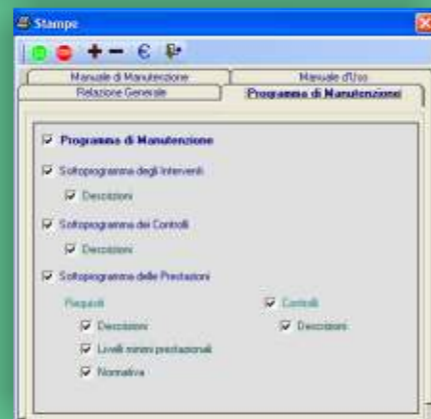 Stampe
€
Manuale di Manutenzione
Manuale d'Uso
Relazione Generale
Programma di Manutenzione
Programma di Manutenzione
Sottoprogramma degli Interventi
Descrizioni
Sottoprogramma dei Controlli
Descrizioni
Sottoprogramma delle Prestazioni
Requisiti
Controlli
Descrizioni
Descrizioni
Livelli minimi prestazionali
Normativa